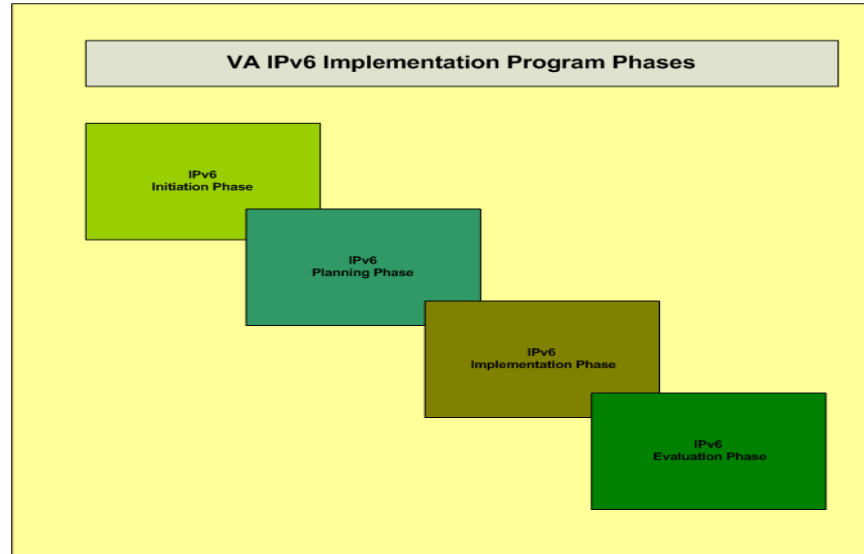 VA IPv6 Implementation Program Phases
IPv6
Initiation Phase
IPv6
Planning Phase
IPv6
Implementation Phase
IPv6
Evaluation Phase